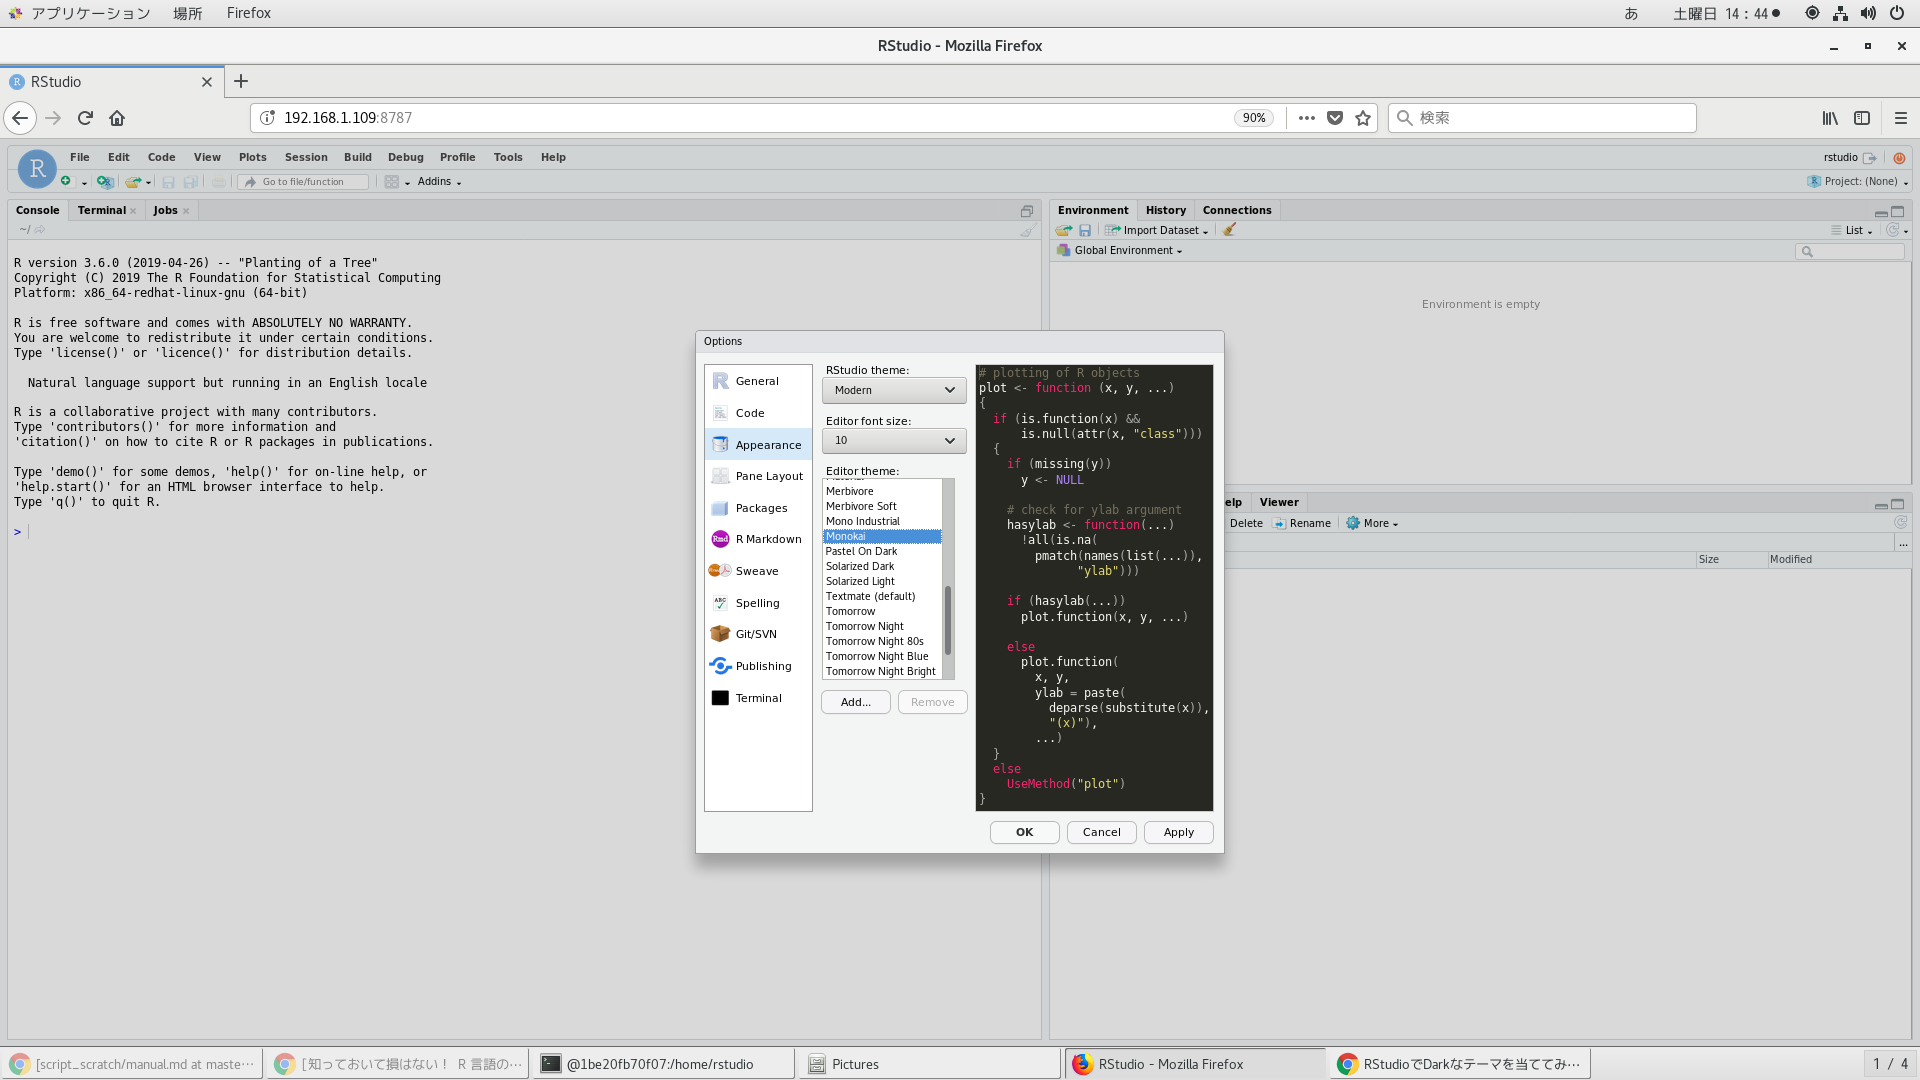 アプリケーション 場所 Firefox あ 土曜日 14：44
RStudio - Mozilla Firefox
RStudio
192.168.1.109:8787 90% 検索
File Edit Code View Plots Session Build Debug Profile Tools Help rstudio
Go to file/function Addins Project: (None)
Console Terminal Jobs
~/
R version 3.6.0 (2019-04-26) -- "Planting of a Tree"
Copyright (C) 2019 The R Foundation for Statistical Computing
Platform: x86_64-redhat-linux-gnu (64-bit)
R is free software and comes with ABSOLUTELY NO WARRANTY.
You are welcome to redistribute it under certain conditions.
Type 'license()' or 'licence()' for distribution details.
Natural language support but running in an English locale
R is a collaborative project with many contributors.
Type 'contributors()' for more information and
'citation()' on how to cite R or R packages in publications.
Type 'demo()' for some demos, 'help()' for on-line help, or
'help.start()' for an HTML browser interface to help.
Type 'q()' to quit R.
>
Environment History Connections
Import Dataset List
Global Environment
Environment is empty
elp Viewer
Delete Rename More
...
Size Modified
Options
General
Code
Appearance
Pane Layout
Packages
R Markdown
Sweave
Spelling
Git/SVN
Publishing
Terminal
RStudio theme:
Modern
Editor font size:
10
Editor theme:
Merbivore
Merbivore Soft
Mono Industrial
Monokai
Pastel On Dark
Solarized Dark
Solarized Light
Textmate (default)
Tomorrow
Tomorrow Night
Tomorrow Night 80s
Tomorrow Night Blue
Tomorrow Night Bright
Add... Remove
# plotting of R objects
plot <- function (x, y, ...)
{
if (is.function(x) &&
is.null(attr(x, "class")))
{
if (missing(y))
y <- NULL
# check for ylab argument
hasylab <- function(...)
!all(is.na(
pmatch(names(list(...)),
"ylab")))
if (hasylab(...))
plot.function(x, y, ...)
else
plot.function(
x, y,
ylab = paste(
deparse(substitute(x)),
"(x)"),
...)
}
else
UseMethod("plot")
}
OK Cancel Apply
[script_scratch/manual.md at maste… [知っておいて損はない！ R 言語の… @1be20fb70f07:/home/rstudio Pictures RStudio - Mozilla Firefox RStudioでDarkなテーマを当ててみ… 1 / 4